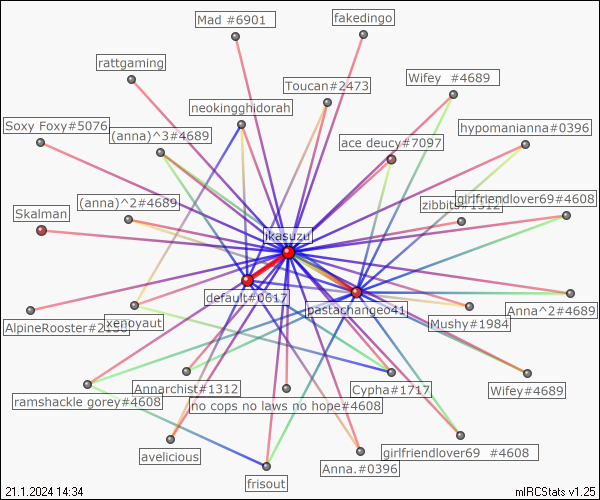 Mad #6901
fakedingo
rattgaming
Toucan#2473
Wifey #4689
neokingghidorah
Soxy Foxy#5076
(anna)^3#4689
ace deucy#7097
hypomanianna#0396
(anna)^2#4689
zibbits#1312
girlfriendlover69#4608
Skalman
ikasuzu
default#0617
pastachangeo41
Anna^2#4689
AlpineRooster#2
xenoyaut
Mushy#1984
Annarchist#1312
Cypha#1717
Wifey#4689
ramshackle gorey#4608
no cops no laws no hope#4608
avelicious
girlfriendlover69 #4608
Anna.#0396
frisout
21.1.2024 14:34
mIRCStats v1.25